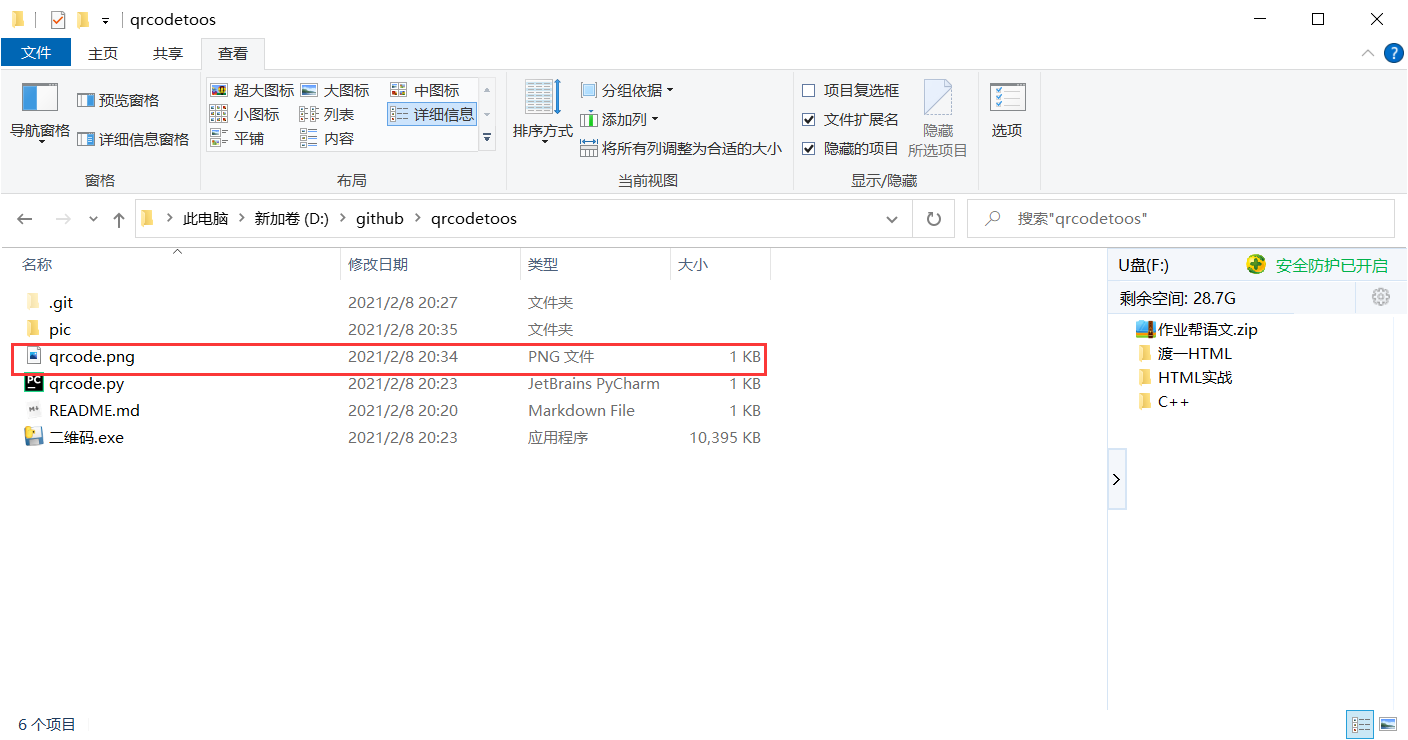 qrcodetoos
文件 主页 共享 查看
导航窗格 预览窗格 详细信息窗格
窗格
超大图标 大图标 中图标
小图标 列表 详细信息
平铺 内容
布局
排序方式 分组依据
添加列
将所有列调整为合适的大小
当前视图
项目复选框
文件扩展名
隐藏的项目
隐藏
所选项目
显示/隐藏
选项
此电脑 新加卷 (D:) github qrcodetoos
搜索"qrcodetoos"
名称 修改日期 类型 大小
.git 2021/2/8 20:27 文件夹
pic 2021/2/8 20:35 文件夹
qrcode.png 2021/2/8 20:34 PNG 文件 1 KB
PC qrcode.py 2021/2/8 20:23 JetBrains PyCharm 1 KB
README.md 2021/2/8 20:20 Markdown File 1 KB
二维码.exe 2021/2/8 20:23 应用程序 10,395 KB
U盘(F:) 安全防护已开启
剩余空间: 28.7G
作业帮语文.zip
渡一HTML
HTML实战
C++
6 个项目